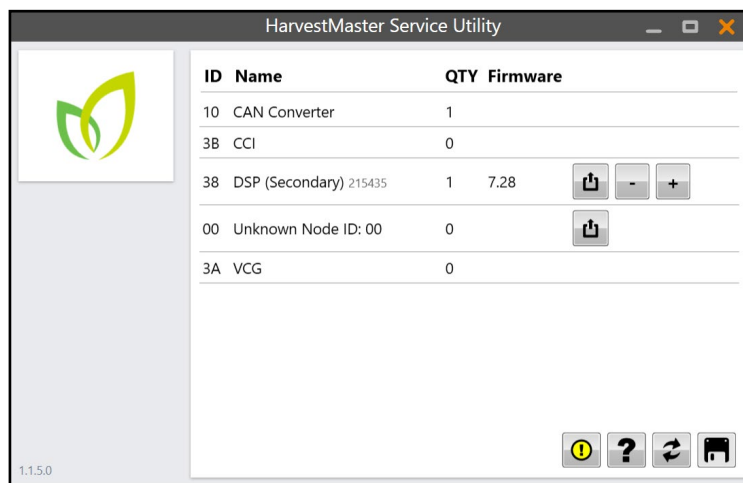 HarvestMaster Service Utility
ID Name QTY Firmware
10 CAN Converter 1
3B CCI 0
38 DSP (Secondary) 215435 1 7.28 - +
00 Unknown Node ID: 00 0
3A VCG 0
?
1.1.5.0